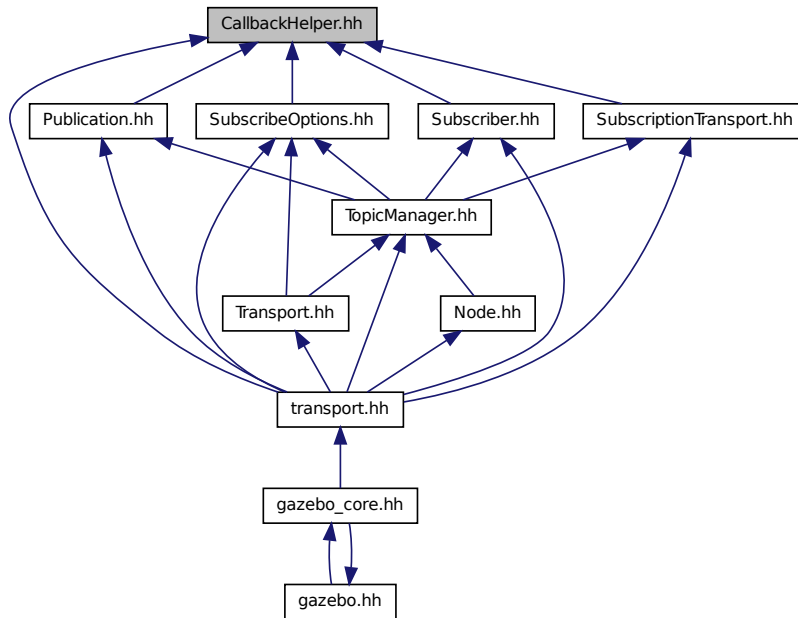 CallbackHelper.hh
Publication.hh
SubscribeOptions.hh
Subscriber.hh
SubscriptionTransport.hh
TopicManager.hh
Transport.hh
Node.hh
transport.hh
gazebo_core.hh
gazebo.hh